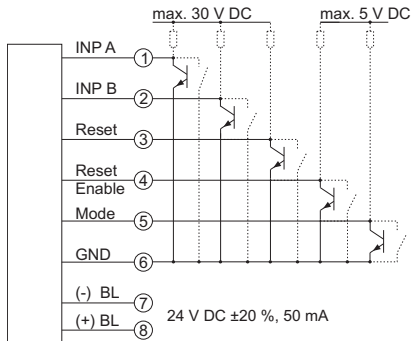 max. 30 V DC max. 5 V DC
INP A 1
INP B 2
Reset 3
Reset
Enable 4
Mode 5
GND 6
(-) BL 7
(+) BL 8
24 V DC ±20 %, 50 mA